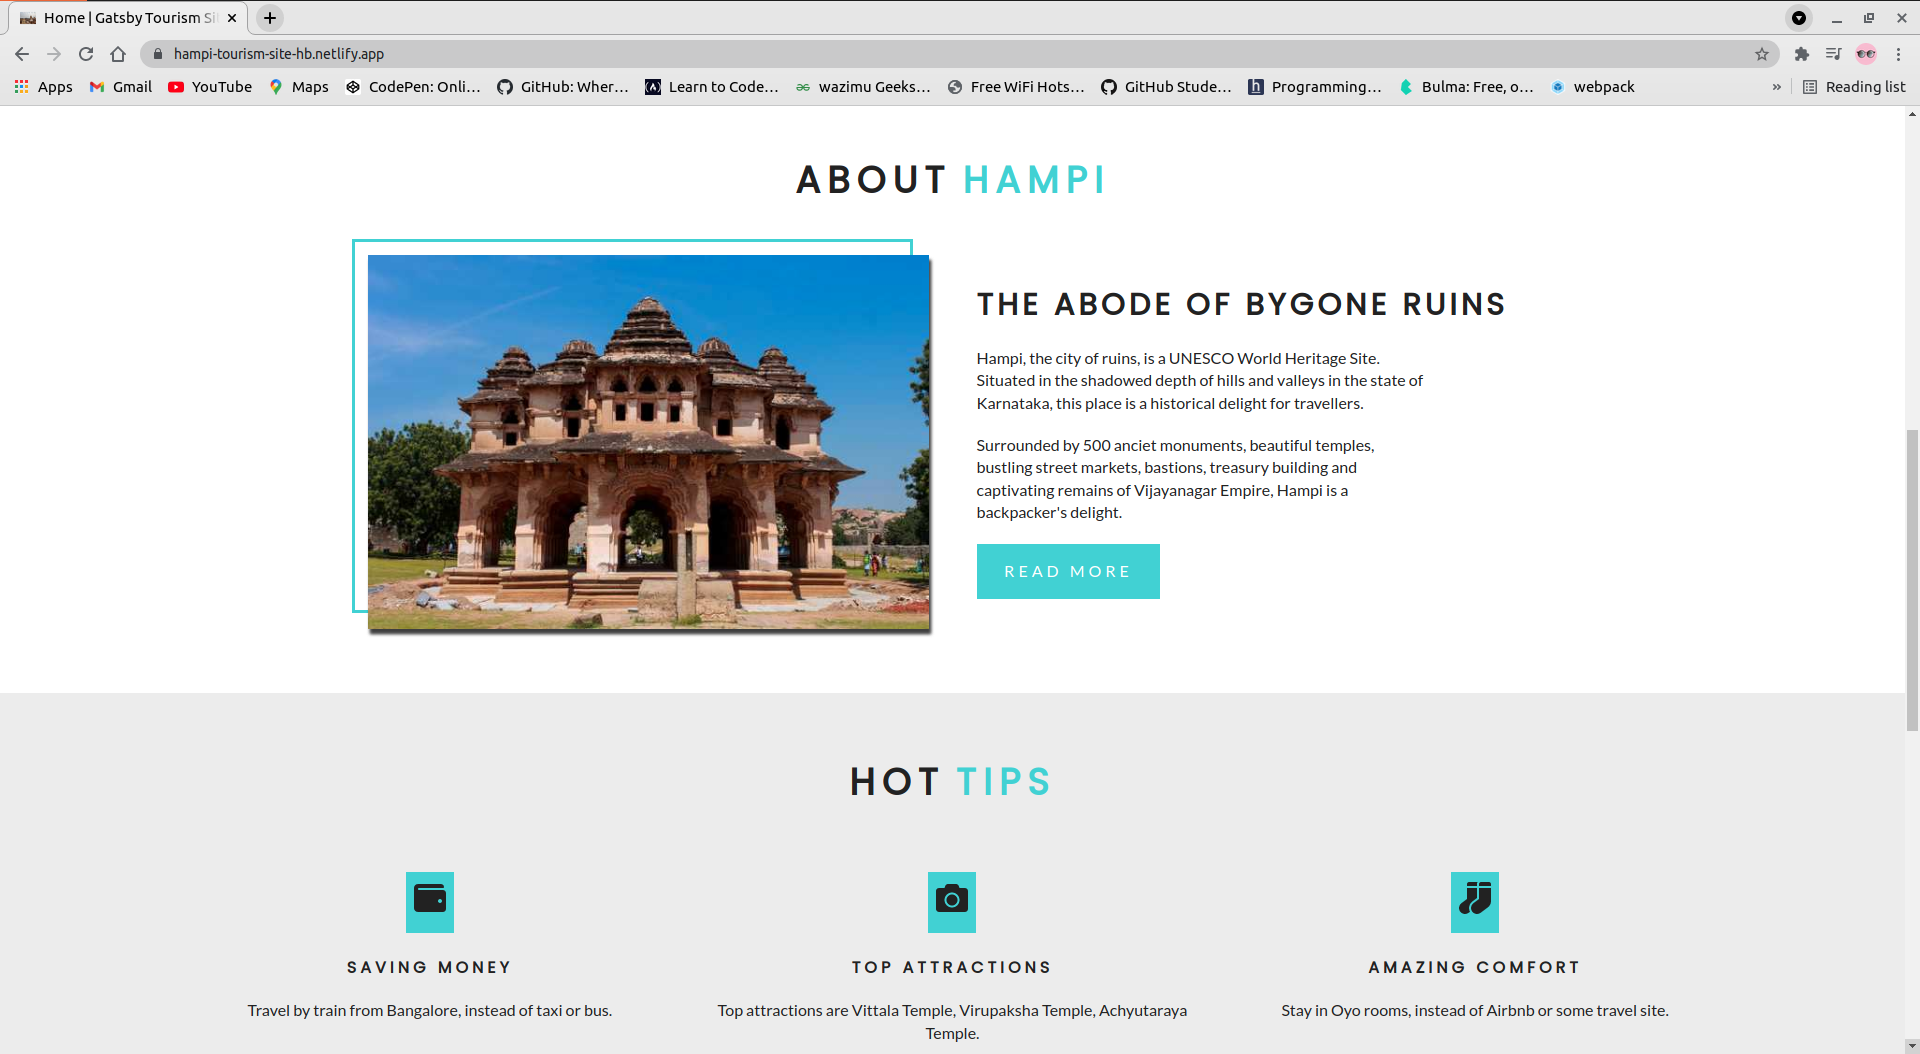 Home | Gatsby Tourism Si
hampi-tourism-site-hb.netlify.app
Apps Gmail YouTube Maps CodePen: Onli... GitHub: Wher... Learn to Code... wazimu Geeks... Free WiFi Hots... GitHub Stude... Programming... Bulma: Free, o... webpack » Reading list
ABOUT HAMPI
THE ABODE OF BYGONE RUINS
Hampi, the city of ruins, is a UNESCO World Heritage Site.
Situated in the shadowed depth of hills and valleys in the state of
Karnataka, this place is a historical delight for travellers.
Surrounded by 500 anciet monuments, beautiful temples,
bustling street markets, bastions, treasury building and
captivating remains of Vijayanagar Empire, Hampi is a
backpacker's delight.
READ MORE
HOT TIPS
SAVING MONEY
Travel by train from Bangalore, instead of taxi or bus.
TOP ATTRACTIONS
Top attractions are Vittala Temple, Virupaksha Temple, Achyutaraya
Temple.
AMAZING COMFORT
Stay in Oyo rooms, instead of Airbnb or some travel site.